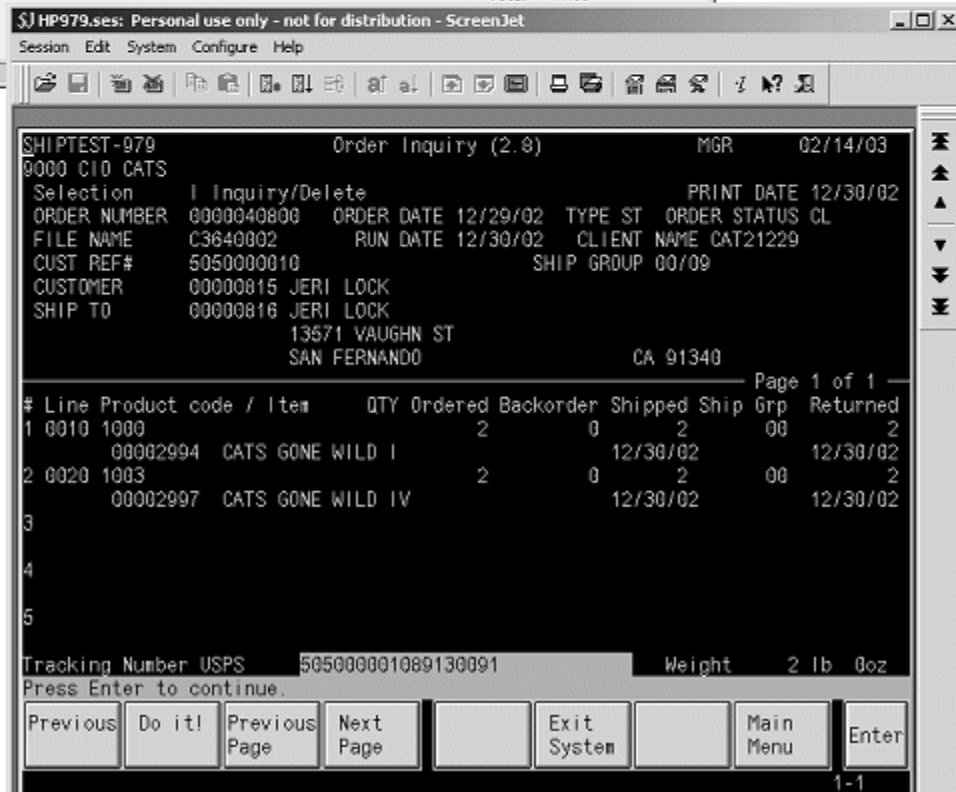 HP979.ses: Personal use only - not for distribution - ScreenJet
Session Edit System Configure Help
SHIPTEST-979 Order Inquiry (2.8) MGR 02/14/03
9000 CIO CATS
Selection I Inquiry/Delete PRINT DATE 12/30/02
ORDER NUMBER 0000040800 ORDER DATE 12/29/02 TYPE ST ORDER STATUS CL
FILE NAME C3640002 RUN DATE 12/30/02 CLIENT NAME CAT21229
CUST REF# 5050000010 SHIP GROUP 00/09
CUSTOMER 00000815 JERI LOCK
SHIP TO 00000816 JERI LOCK
13571 VAUGHN ST
SAN FERNANDO CA 91340
Page 1 of 1
# Line Product code / Item QTY Ordered Backorder Shipped Ship Grp Returned
1 0010 1000 2 0 2 00 2
00002994 CATS GONE WILD I 12/30/02 12/30/02
2 0020 1003 2 0 2 00 2
00002997 CATS GONE WILD IV 12/30/02 12/30/02
3
4
5
Tracking Number USPS 505000001089130091 Weight 2 lb 0oz
Press Enter to continue.
Previous Do it! Previous Page Next Page Exit System Main Menu Enter
1-1